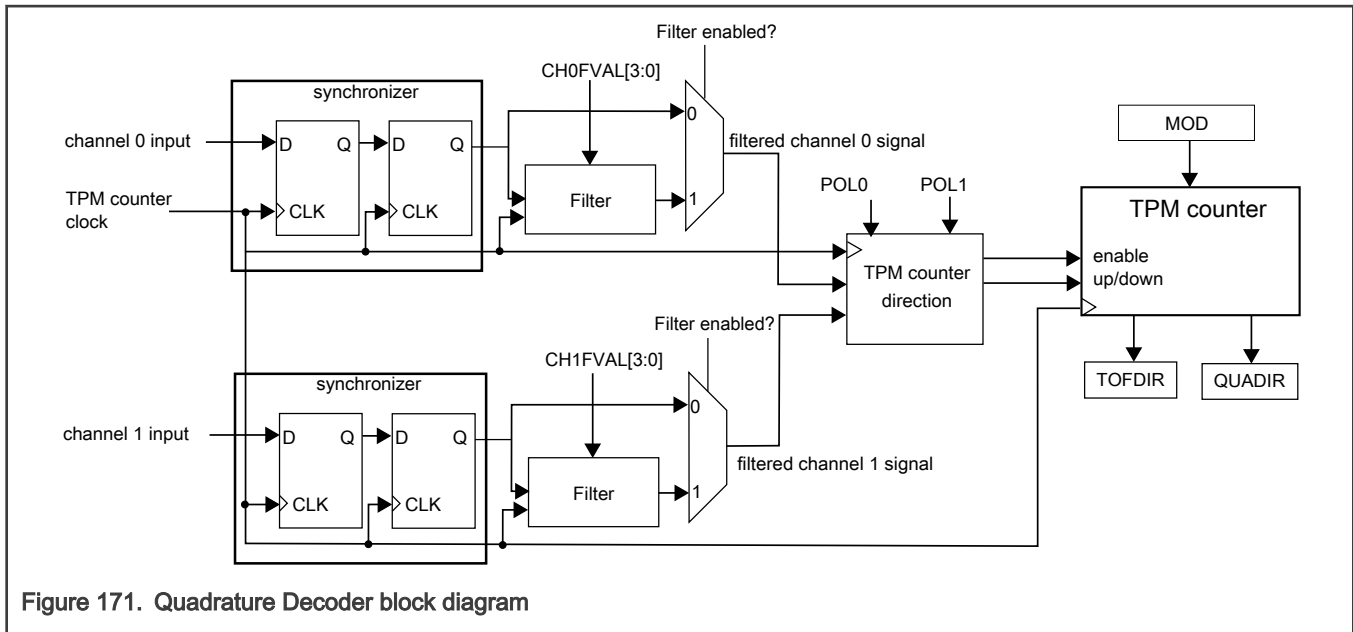 Filter enabled?
CH0FVAL[3:0]
synchronizer
0
channel 0 input
D
Q
D
Q
filtered channel 0 signal
MOD
TPM counter
clock
CLK
CLK
Filter
1
POL0
POL1
TPM counter
enable
up/down
TPM counter
direction
Filter enabled?
CH1FVAL[3:0]
synchronizer
0
TOFDIR
QUADIR
channel 1 input
D
Q
D
Q
filtered channel 1 signal
CLK
CLK
Filter
1
Figure 171. Quadrature Decoder block diagram